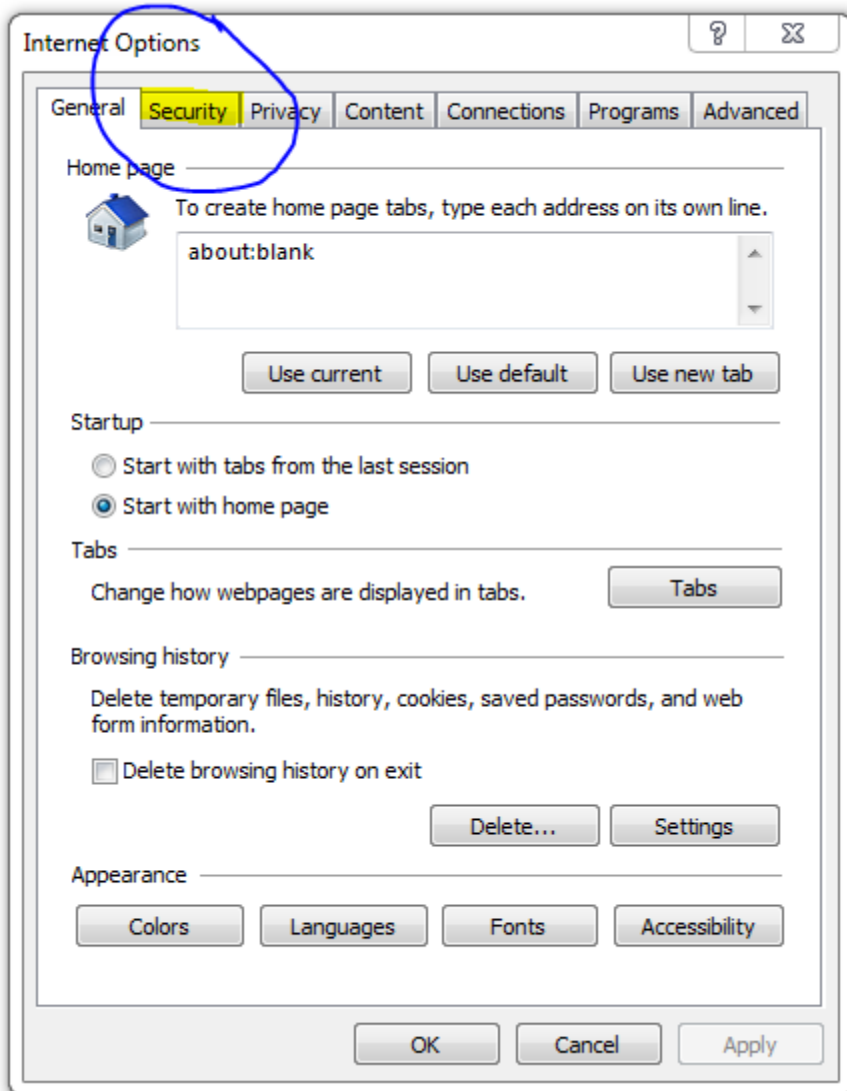 Internet Options
General Security Privacy Content Connections Programs Advanced
Home page
To create home page tabs, type each address on its own line.
about:blank
Use current Use default Use new tab
Startup
Start with tabs from the last session
Start with home page
Tabs
Change how webpages are displayed in tabs. Tabs
Browsing history
Delete temporary files, history, cookies, saved passwords, and web
form information.
Delete browsing history on exit
Delete... Settings
Appearance
Colors Languages Fonts Accessibility
OK Cancel Apply